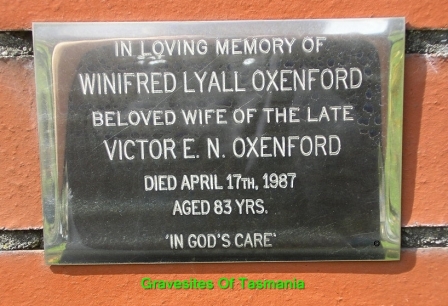 IN LOVING MEMORY OF
WINIFRED LYALL OXENFORD
BELOVED WIFE OF THE LATE
VICTOR E. N. OXENFORD
DIED APRIL 17TH, 1987
AGED 83 YRS.
'IN GOD'S CARE'
Gravesites Of Tasmania